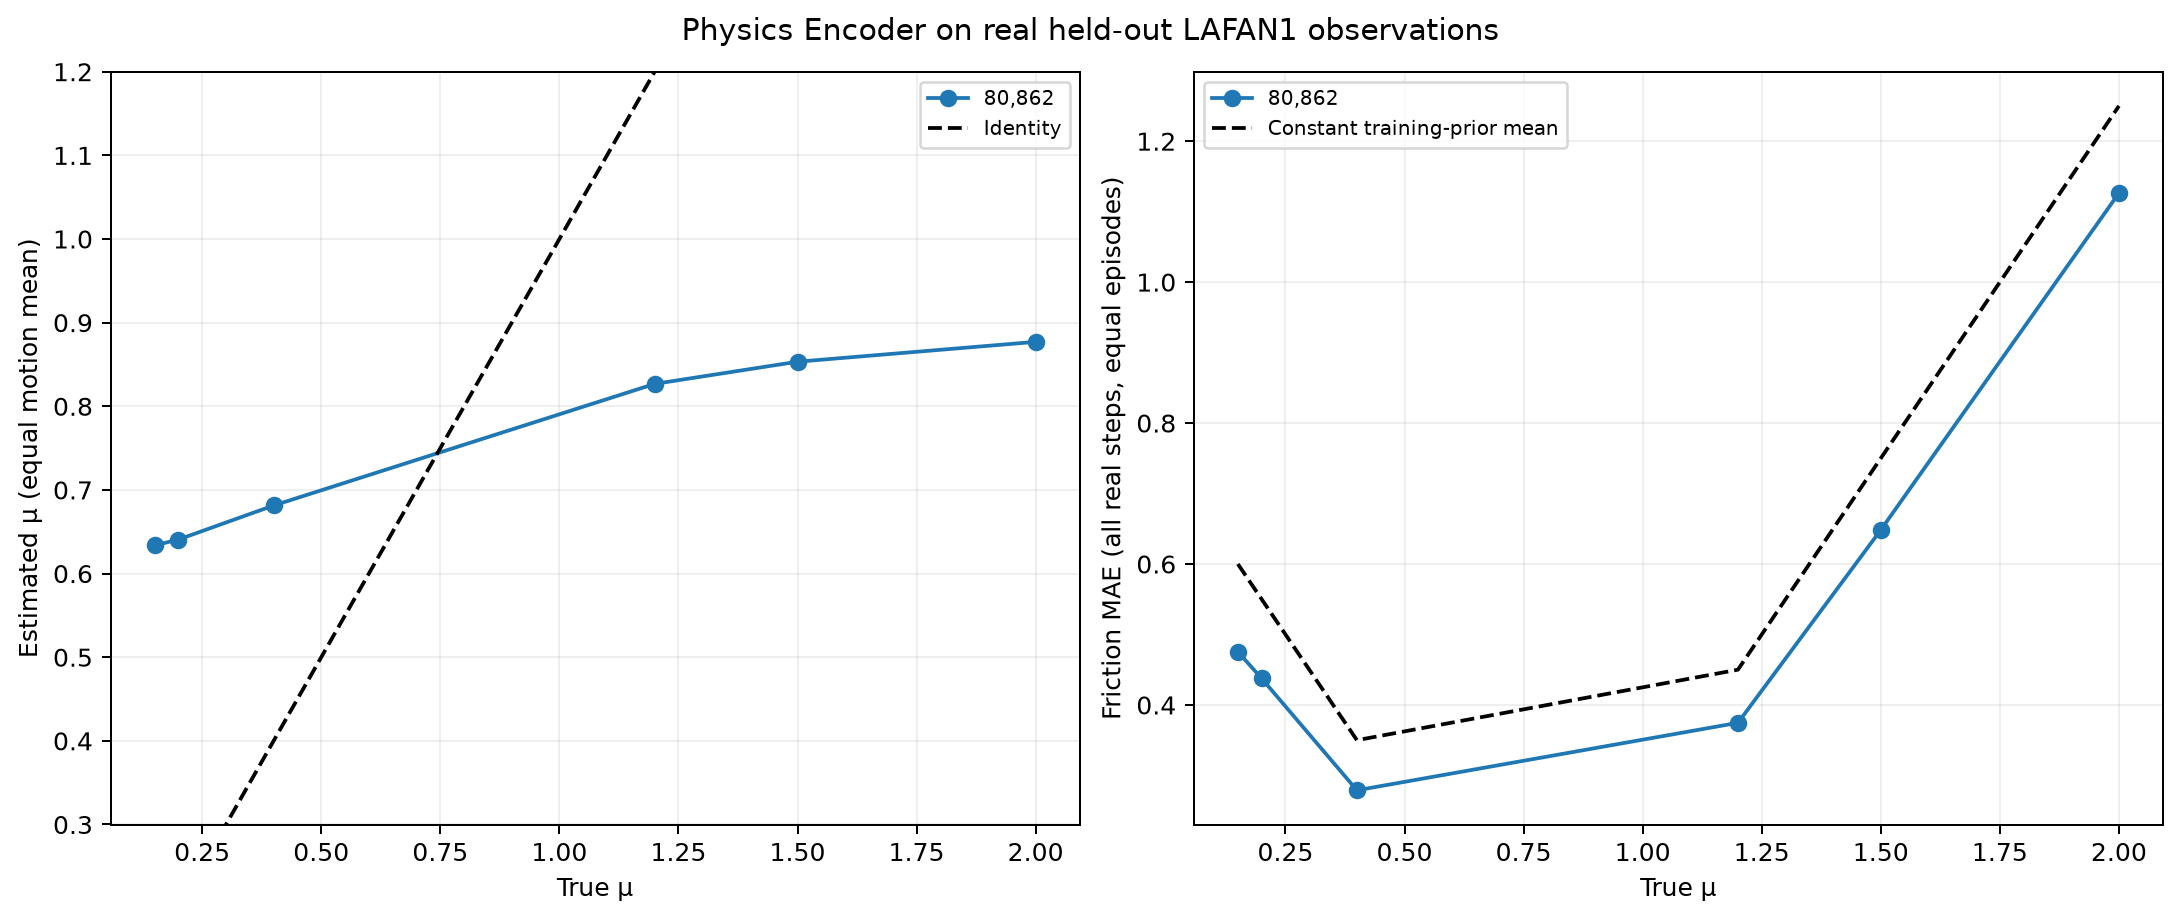 Physics Encoder on real held-out LAFAN1 observations
Estimated μ (equal motion mean)
1.2
1.1
1.0
0.9
0.8
0.7
0.6
0.5
0.4
0.3
80,862
Identity
0.25 0.50 0.75 1.00 1.25 1.50 1.75 2.00
True μ
Friction MAE (all real steps, equal episodes)
1.2
1.0
0.8
0.6
0.4
80,862
Constant training-prior mean
0.25 0.50 0.75 1.00 1.25 1.50 1.75 2.00
True μ